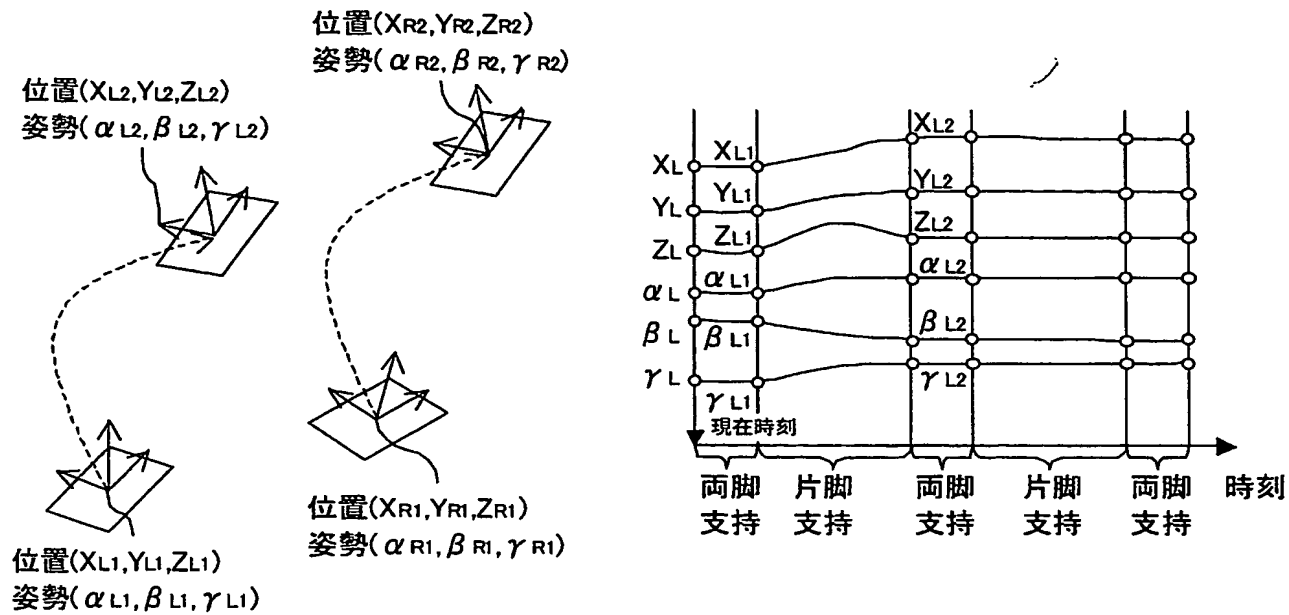 位置(XR2,YR2,ZR2)
姿勢(αR2,βR2,γR2)
位置(XL2,YL2,ZL2)
姿勢(αL2,βL2,γL2)
位置(XR1,YR1,ZR1)
姿勢(αR1,βR1,γR1)
位置(XL1,YL1,ZL1)
姿勢(αL1,βL1,γL1)
XL XL1 XL2
YL YL1 YL2
ZL ZL1 ZL2
αL αL1 αL2
βL βL1 βL2
γL γL1 γL2
現在時刻
両脚支持
片脚支持
両脚支持
片脚支持
両脚支持
時刻